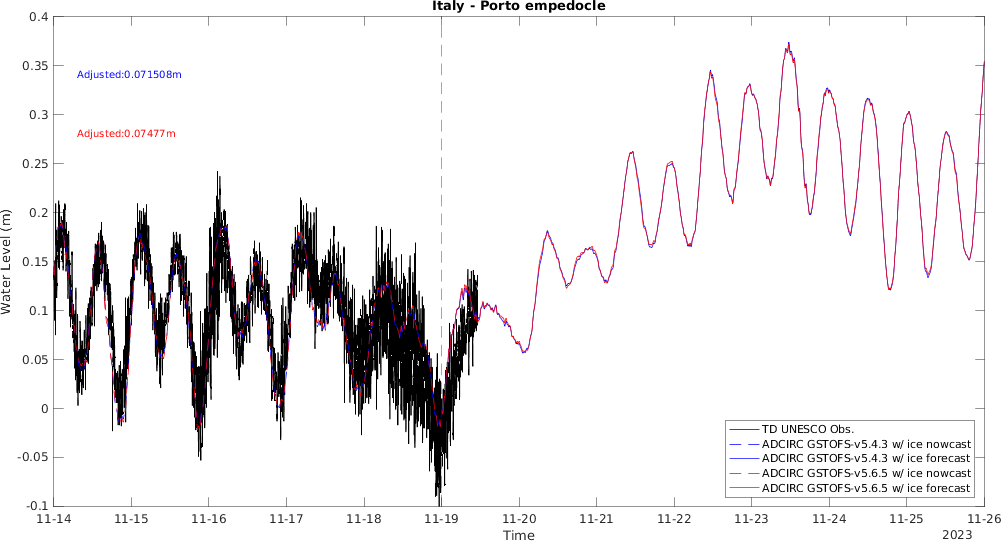 Italy - Porto empedocle
0.4
0.35
0.3
0.25
0.2
0.15
0.1
0.05
0
-0.05
-0.1
Water Level (m)
Adjusted:0.071508m
Adjusted:0.07477m
TD UNESCO Obs.
ADCIRC GSTOFS-v5.4.3 w/ ice nowcast
ADCIRC GSTOFS-v5.4.3 w/ ice forecast
ADCIRC GSTOFS-v5.6.5 w/ ice nowcast
ADCIRC GSTOFS-v5.6.5 w/ ice forecast
11-14 11-15 11-16 11-17 11-18 11-19 11-20 11-21 11-22 11-23 11-24 11-25 11-26
Time
2023